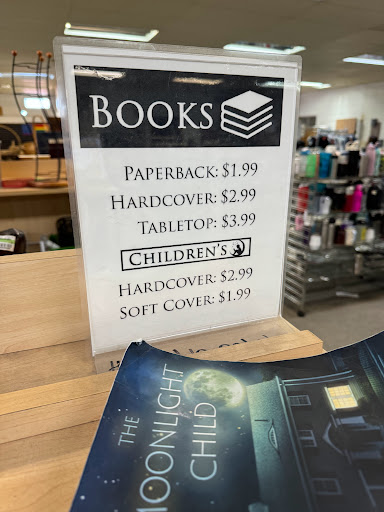 BOOKS
PAPERBACK: $1.99
HARDCOVER: $2.99
TABLETOP: $3.99
CHILDREN'S
HARDCOVER: $2.99
SOFT COVER: $1.99
THE
MOONLIGHT
CHILD